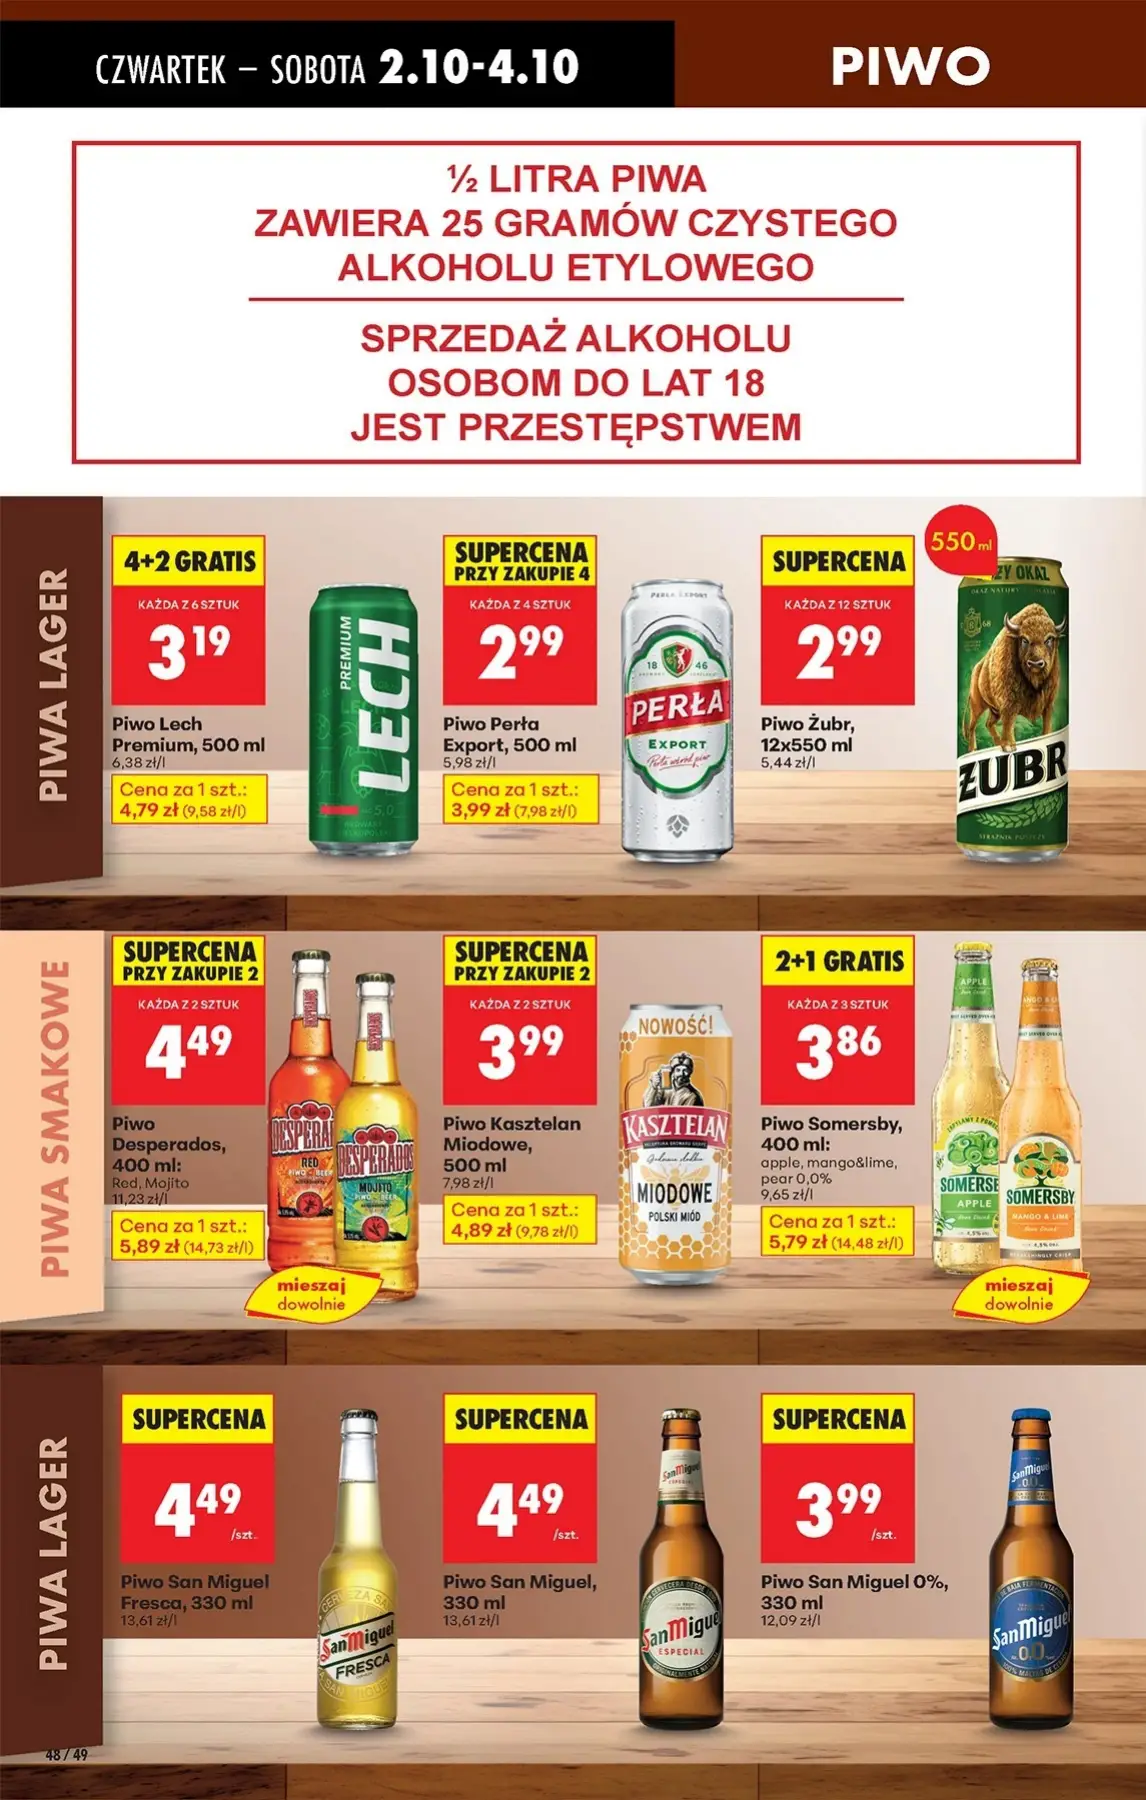 CZWARTEK – SOBOTA 2.10-4.10
PIWO
½ LITRA PIWA
ZAWIERA 25 GRAMÓW CZYSTEGO
ALKOHOLU ETYLOWEGO
SPRZEDAŻ ALKOHOLU
OSOBOM DO LAT 18
JEST PRZESTĘPSTWEM
PIWA LAGER
4+2 GRATIS
KAŻDA Z 6 SZTUK
3 19
Piwo Lech
Premium, 500 ml
6,38 zł/l
Cena za 1 szt.:
4,79 zł (9,58 zł/l)
PREMIUM
LECH
SUPERCENA
PRZY ZAKUPIE 4
KAŻDA Z 4 SZTUK
2 99
Piwo Perła
Export, 500 ml
5,98 zł/l
Cena za 1 szt.:
3,99 zł (7,98 zł/l)
PERŁA EXPORT
18 46
PERŁA
EXPORT
SUPERCENA
KAŻDA Z 12 SZTUK
2 99
Piwo Żubr,
12x550 ml
5,44 zł/l
550 ml
ŻUBR
PIWA SMAKOWE
SUPERCENA
PRZY ZAKUPIE 2
KAŻDA Z 2 SZTUK
4 49
Piwo
Desperados,
400 ml:
Red, Mojito
11,23 zł/l
Cena za 1 szt.:
5,89 zł (14,73 zł/l)
RED
DESPERADOS
MOJITO
mieszaj
dowolnie
SUPERCENA
PRZY ZAKUPIE 2
KAŻDA Z 2 SZTUK
3 99
Piwo Kasztelan
Miodowe,
500 ml
7,98 zł/l
Cena za 1 szt.:
4,89 zł (9,78 zł/l)
NOWOŚĆ!
KASZTELAN
MIODOWE
POLSKI MIÓD
2+1 GRATIS
KAŻDA Z 3 SZTUK
3 86
Piwo Somersby,
400 ml:
apple, mango&lime,
pear 0,0%
9,65 zł/l
Cena za 1 szt.:
5,79 zł (14,48 zł/l)
APPLE
SOMERSBY
APPLE
SOMERSBY
MANGO & LIME
mieszaj
dowolnie
PIWA LAGER
SUPERCENA
4 49
/szt.
Piwo San Miguel
Fresca, 330 ml
13,61 zł/l
San Miguel
FRESCA
SUPERCENA
4 49
/szt.
Piwo San Miguel,
330 ml
13,61 zł/l
San Miguel
ESPECIAL
SUPERCENA
3 99
/szt.
Piwo San Miguel 0%,
330 ml
12,09 zł/l
San Miguel
0,0
48 / 49